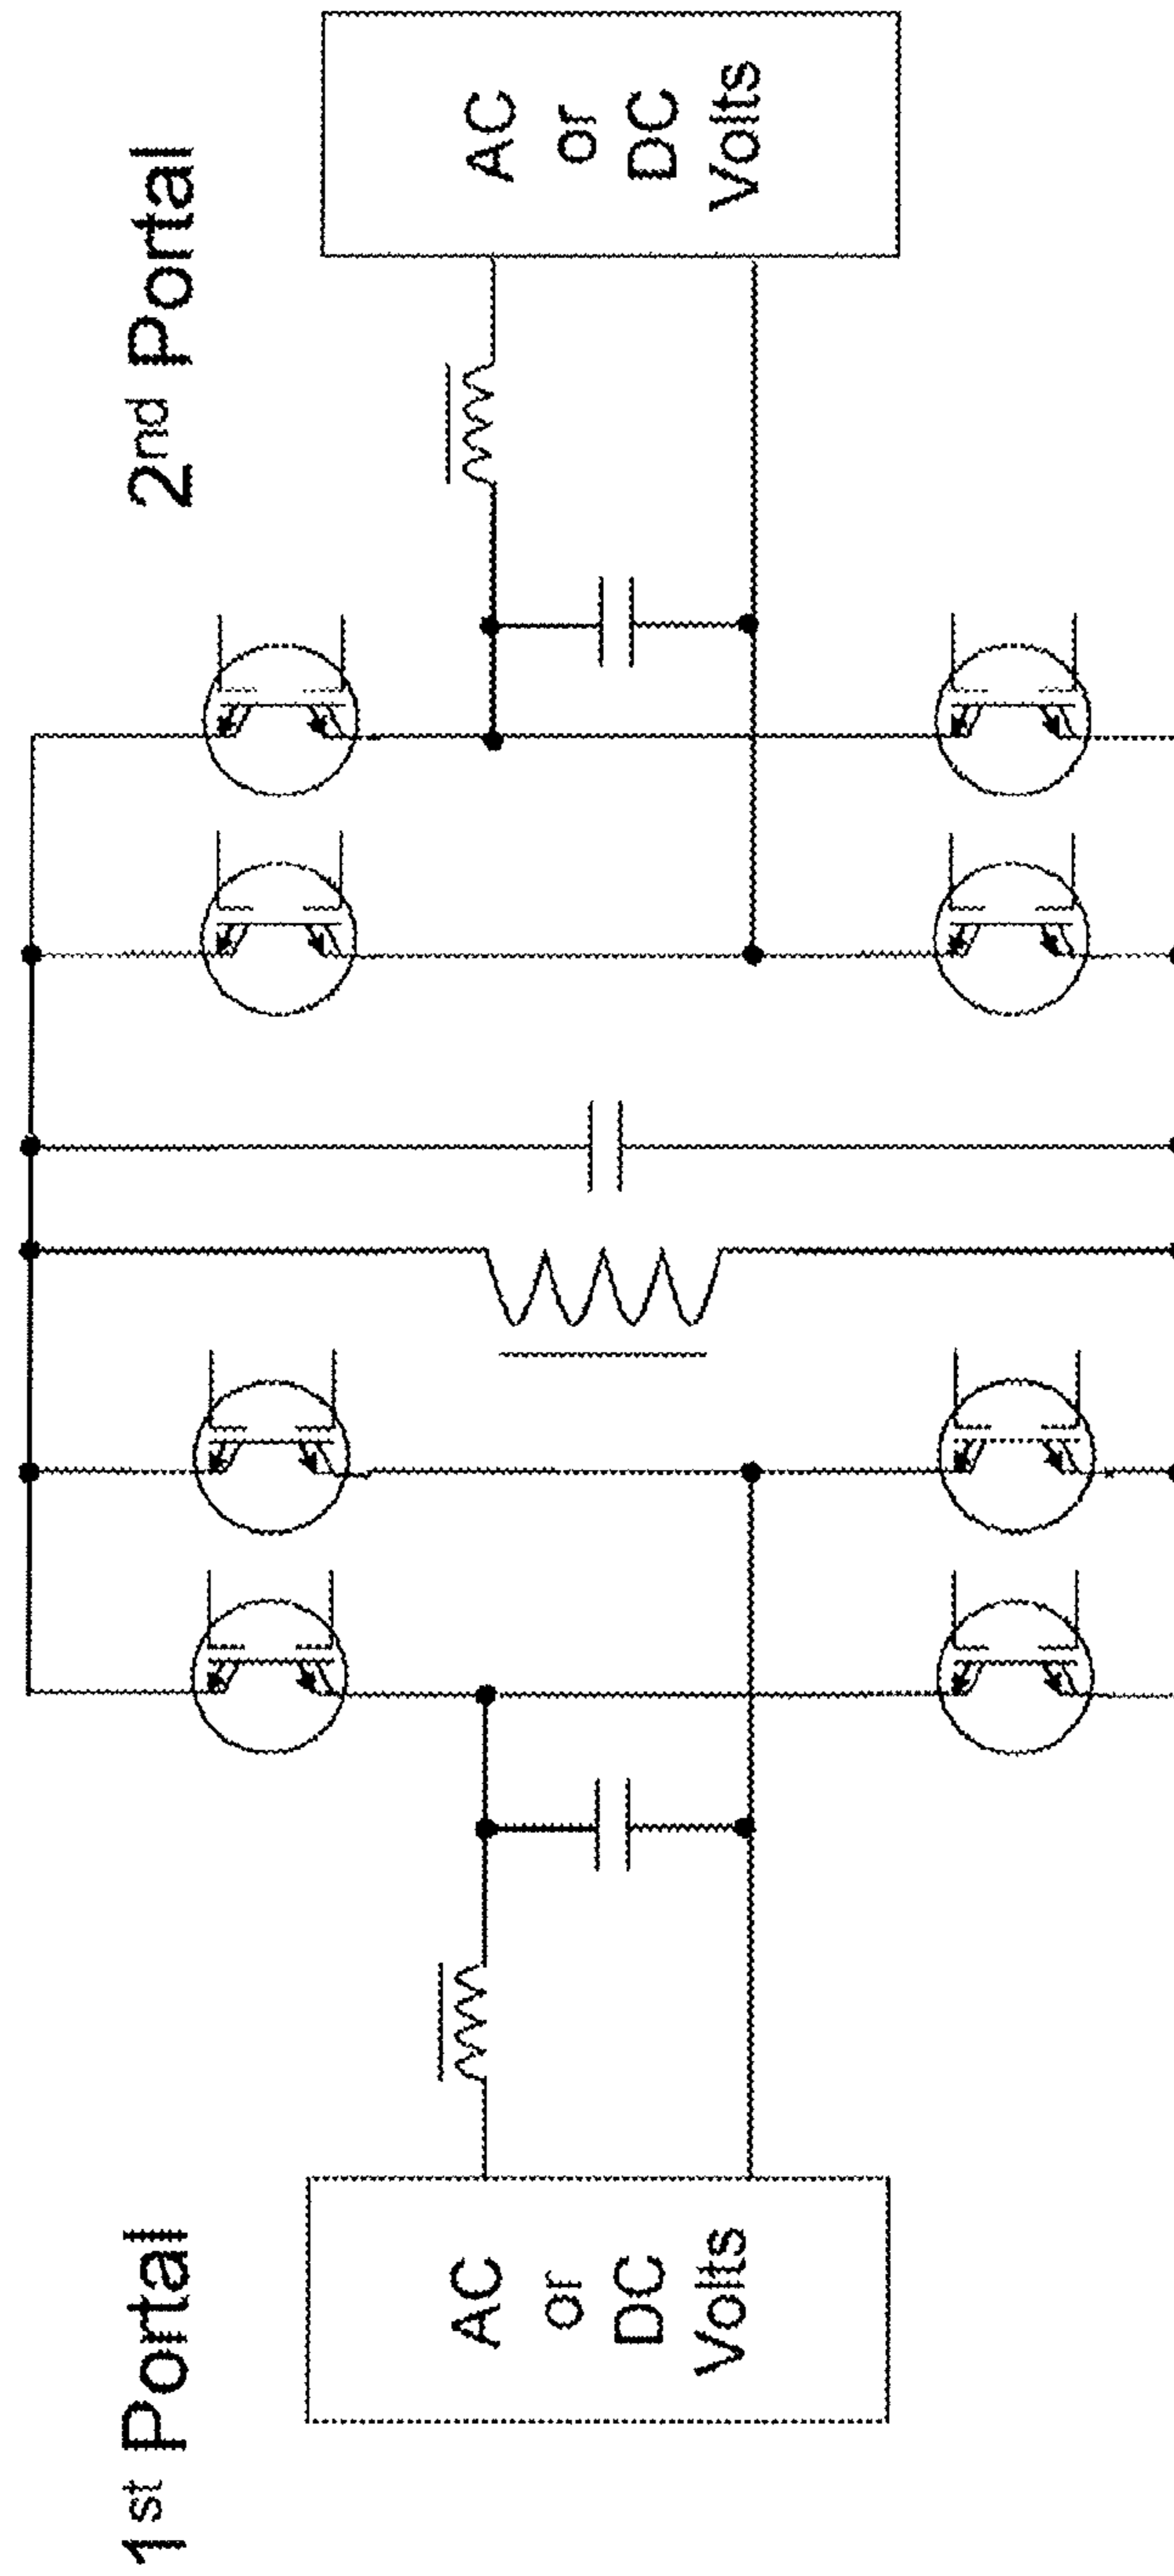 1st Portal
AC
or
DC
Volts
2nd Portal
AC
or
DC
Volts